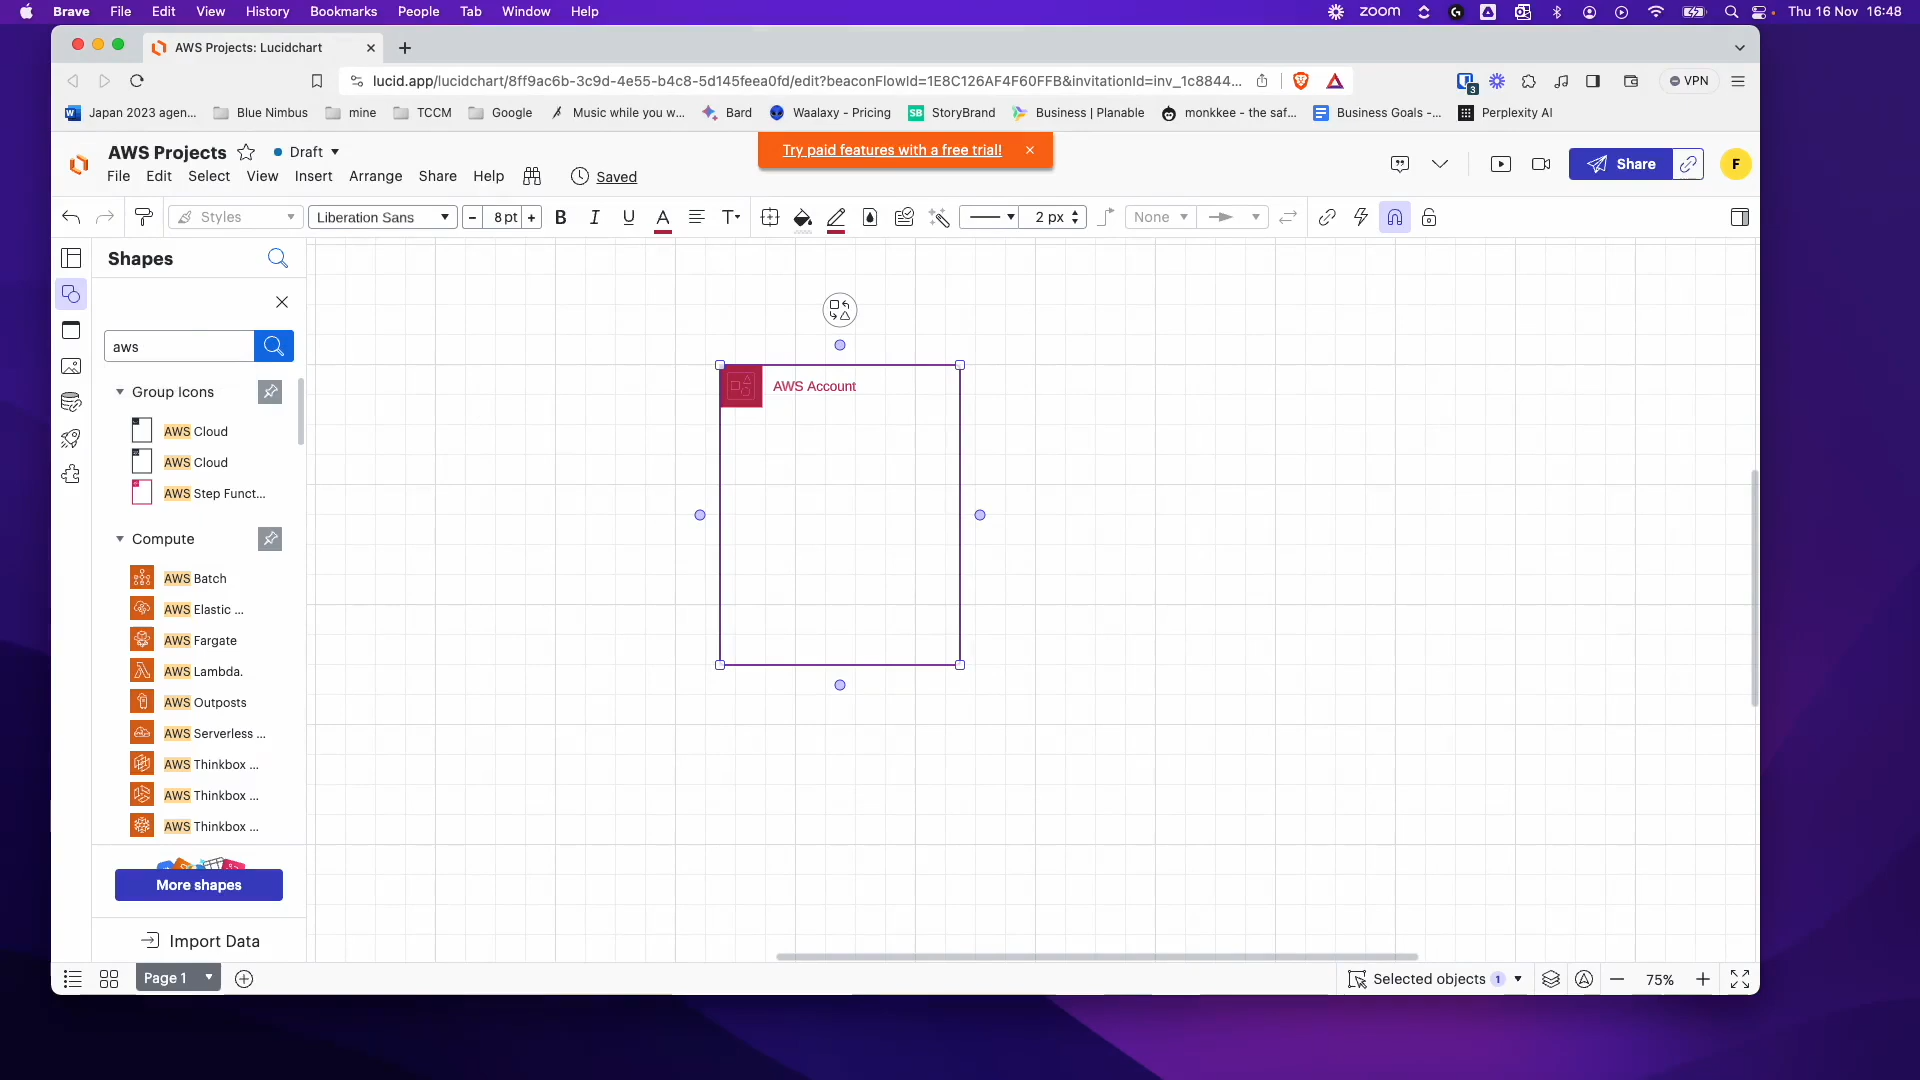 Brave File Edit View History Bookmarks People Tab Window Help zoom Thu 16 Nov 16:48
AWS Projects: Lucidchart
lucid.app/lucidchart/8ff9ac6b-3c9d-4e55-b4c8-5d145feea0fd/edit?beaconFlowId=1E8C126AF4F60FFB&invitationId=inv_1c8844... 3 VPN
Japan 2023 agen... Blue Nimbus mine TCCM Google Music while you w... Bard Waalaxy - Pricing SB StoryBrand Business | Planable monkkee - the saf... Business Goals -... Perplexity AI
AWS Projects Draft Try paid features with a free trial! Share F
File Edit Select View Insert Arrange Share Help Saved
Styles Liberation Sans 8 pt B I U A T 2 px None
Shapes
aws
Group Icons
AWS Cloud
AWS Cloud
AWS Step Funct...
Compute
AWS Batch
AWS Elastic ...
AWS Fargate
AWS Lambda.
AWS Outposts
AWS Serverless ...
AWS Thinkbox ...
AWS Thinkbox ...
AWS Thinkbox ...
More shapes
Import Data
AWS Account
Page 1 Selected objects 1 75%